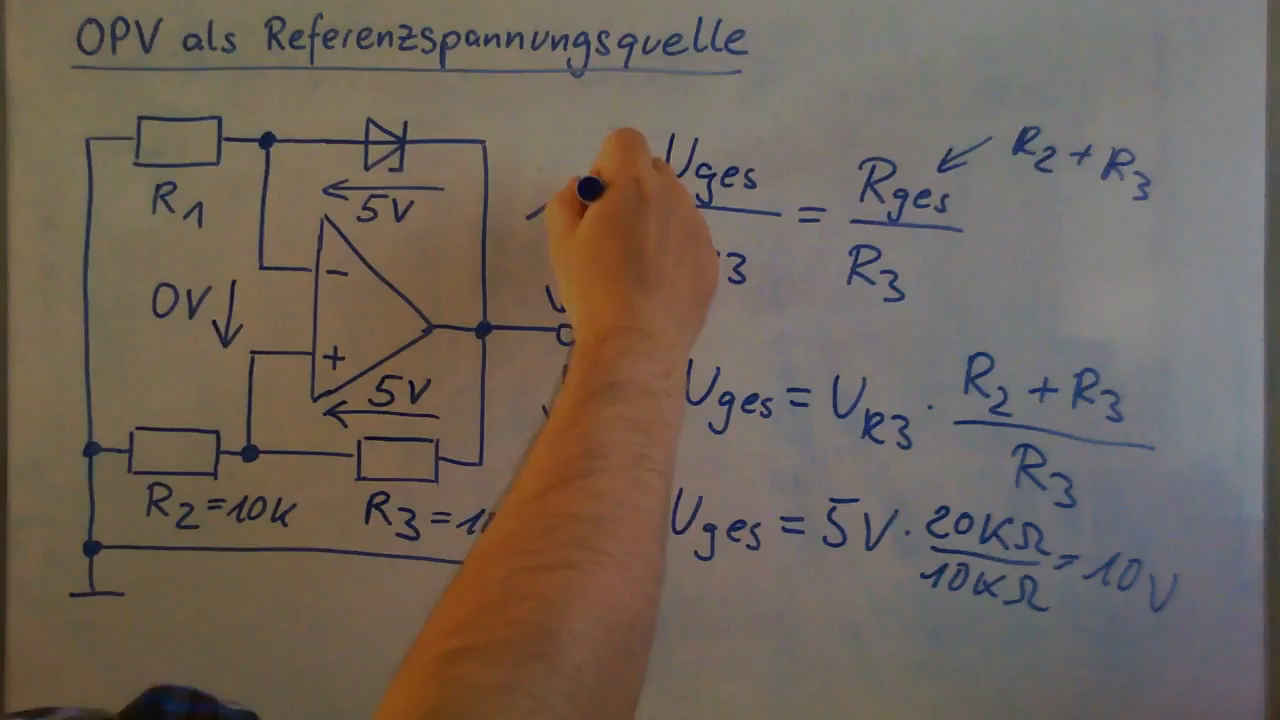 OPV als Referenzspannungsquelle
R1
5V
-
0V
+
5V
R2=10k
R3=1
Uges / 3 = Rges / R3
R2+R3
Uges = UR3 · R2+R3 / R3
Uges = 5V · 20KΩ / 10KΩ = 10V